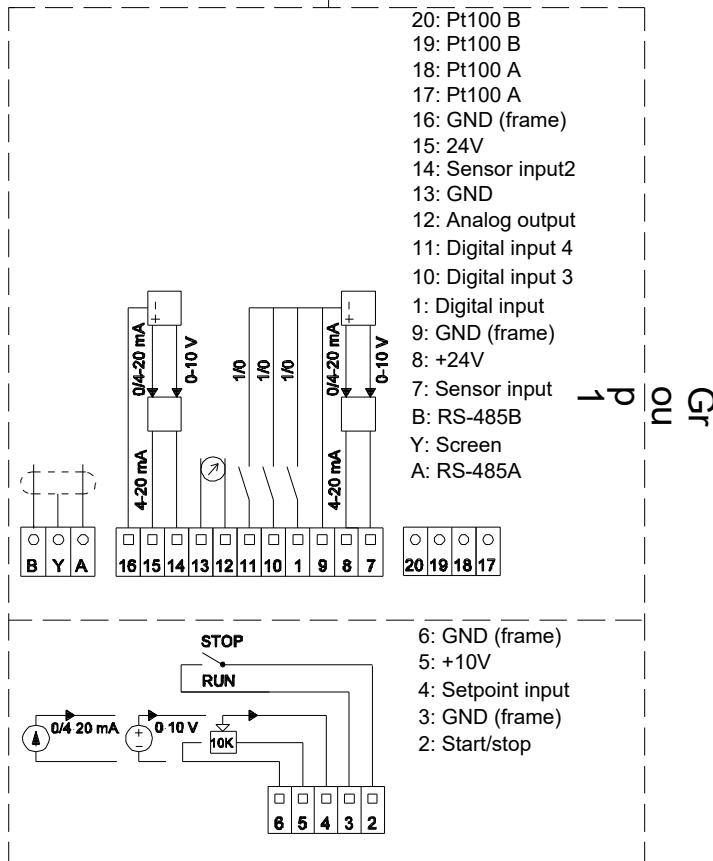 20: Pt100 B
19: Pt100 B
18: Pt100 A
17: Pt100 A
16: GND (frame)
15: 24V
14: Sensor input2
13: GND
12: Analog output
11: Digital input 4
10: Digital input 3
1: Digital input
9: GND (frame)
8: +24V
7: Sensor input
B: RS-485B
Y: Screen
A: RS-485A
Gr
ou
p
1
- +
0/4-20 mA
0-10 V
1/0
1/0
1/0
- +
0/4-20 mA
0-10 V
4-20 mA
4-20 mA
B Y A
16 15 14 13 12 11 10 1 9 8 7
20 19 18 17
STOP
RUN
0/4 20 mA
+ -
0 10 V
10K
6 5 4 3 2
6: GND (frame)
5: +10V
4: Setpoint input
3: GND (frame)
2: Start/stop